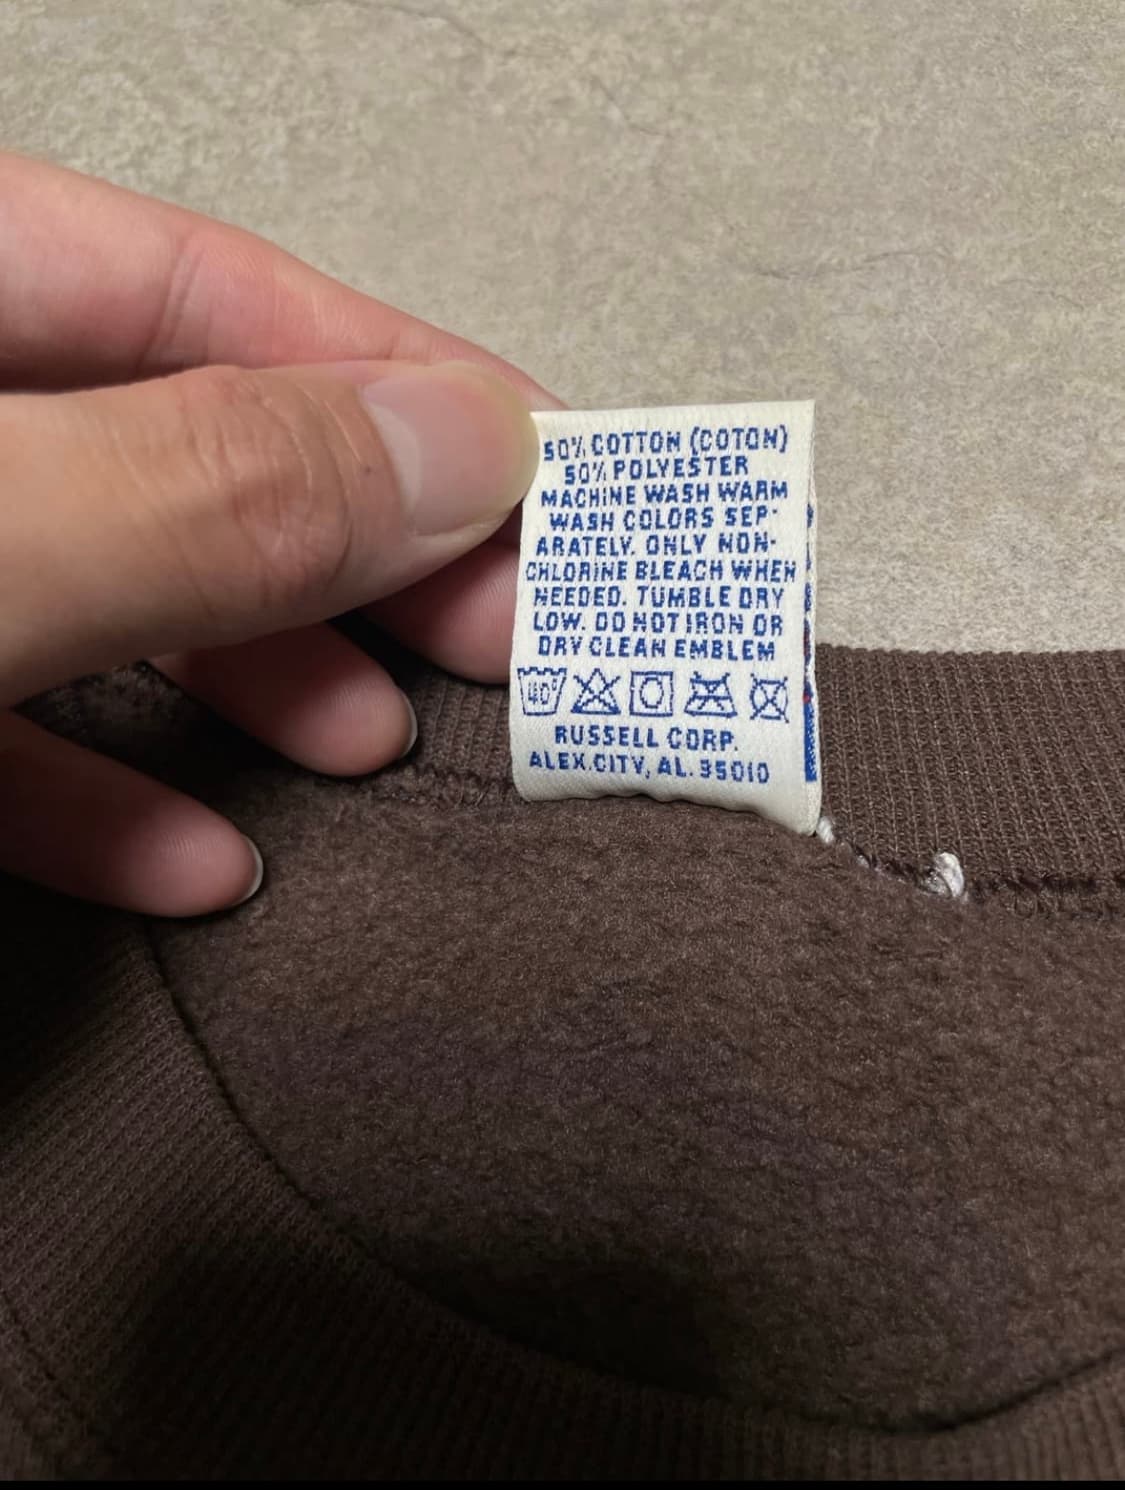 50% COTTON (COTON)
50% POLYESTER
MACHINE WASH WARM
WASH COLORS SEP-
ARATELY. ONLY NON-
CHLORINE BLEACH WHEN
NEEDED. TUMBLE DRY
LOW. DO NOT IRON OR
DRY CLEAN EMBLEM
40°
RUSSELL CORP.
ALEX.CITY, AL. 35010